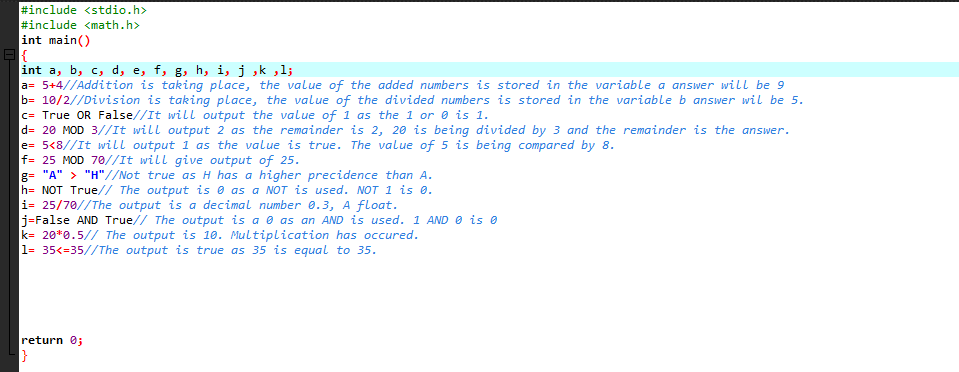 #include <stdio.h>
#include <math.h>
int main()
{
int a, b, c, d, e, f, g, h, i, j ,k ,l;
a= 5+4//Addition is taking place, the value of the added numbers is stored in the variable a answer will be 9
b= 10/2//Division is taking place, the value of the divided numbers is stored in the variable b answer wil be 5.
c= True OR False//It will output the value of 1 as the 1 or 0 is 1.
d= 20 MOD 3//It will output 2 as the remainder is 2, 20 is being divided by 3 and the remainder is the answer.
e= 5<8//It will output 1 as the value is true. The value of 5 is being compared by 8.
f= 25 MOD 70//It will give output of 25.
g= "A" > "H"//Not true as H has a higher precidence than A.
h= NOT True// The output is 0 as a NOT is used. NOT 1 is 0.
i= 25/70//The output is a decimal number 0.3, A float.
j=False AND True// The output is a 0 as an AND is used. 1 AND 0 is 0
k= 20*0.5// The output is 10. Multiplication has occured.
l= 35<=35//The output is true as 35 is equal to 35.
return 0;
}